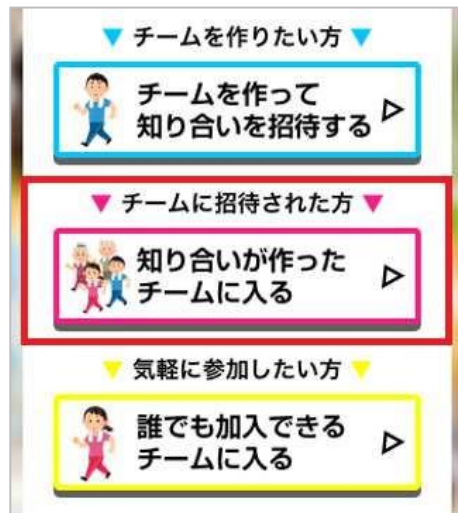 ▼ チームを作りたい方 ▼
チームを作って
知り合いを招待する
▼ チームに招待された方 ▼
知り合いが作った
チームに入る
▼ 気軽に参加したい方 ▼
誰でも加入できる
チームに入る